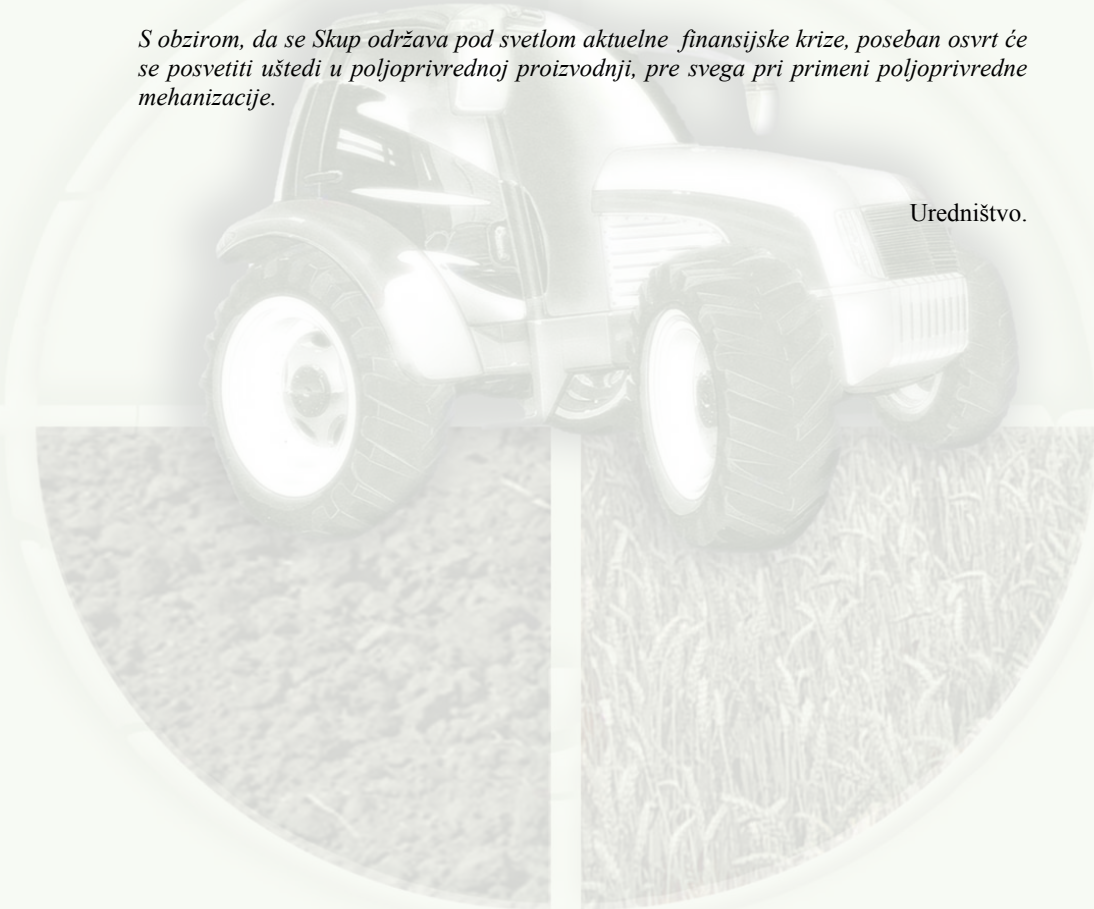 S obzirom, da se Skup održava pod svetlom aktuelne finansijske krize, poseban osvrt će
se posvetiti uštedi u poljoprivrednoj proizvodnji, pre svega pri primeni poljoprivredne
mehanizacije.
Uredništvo.